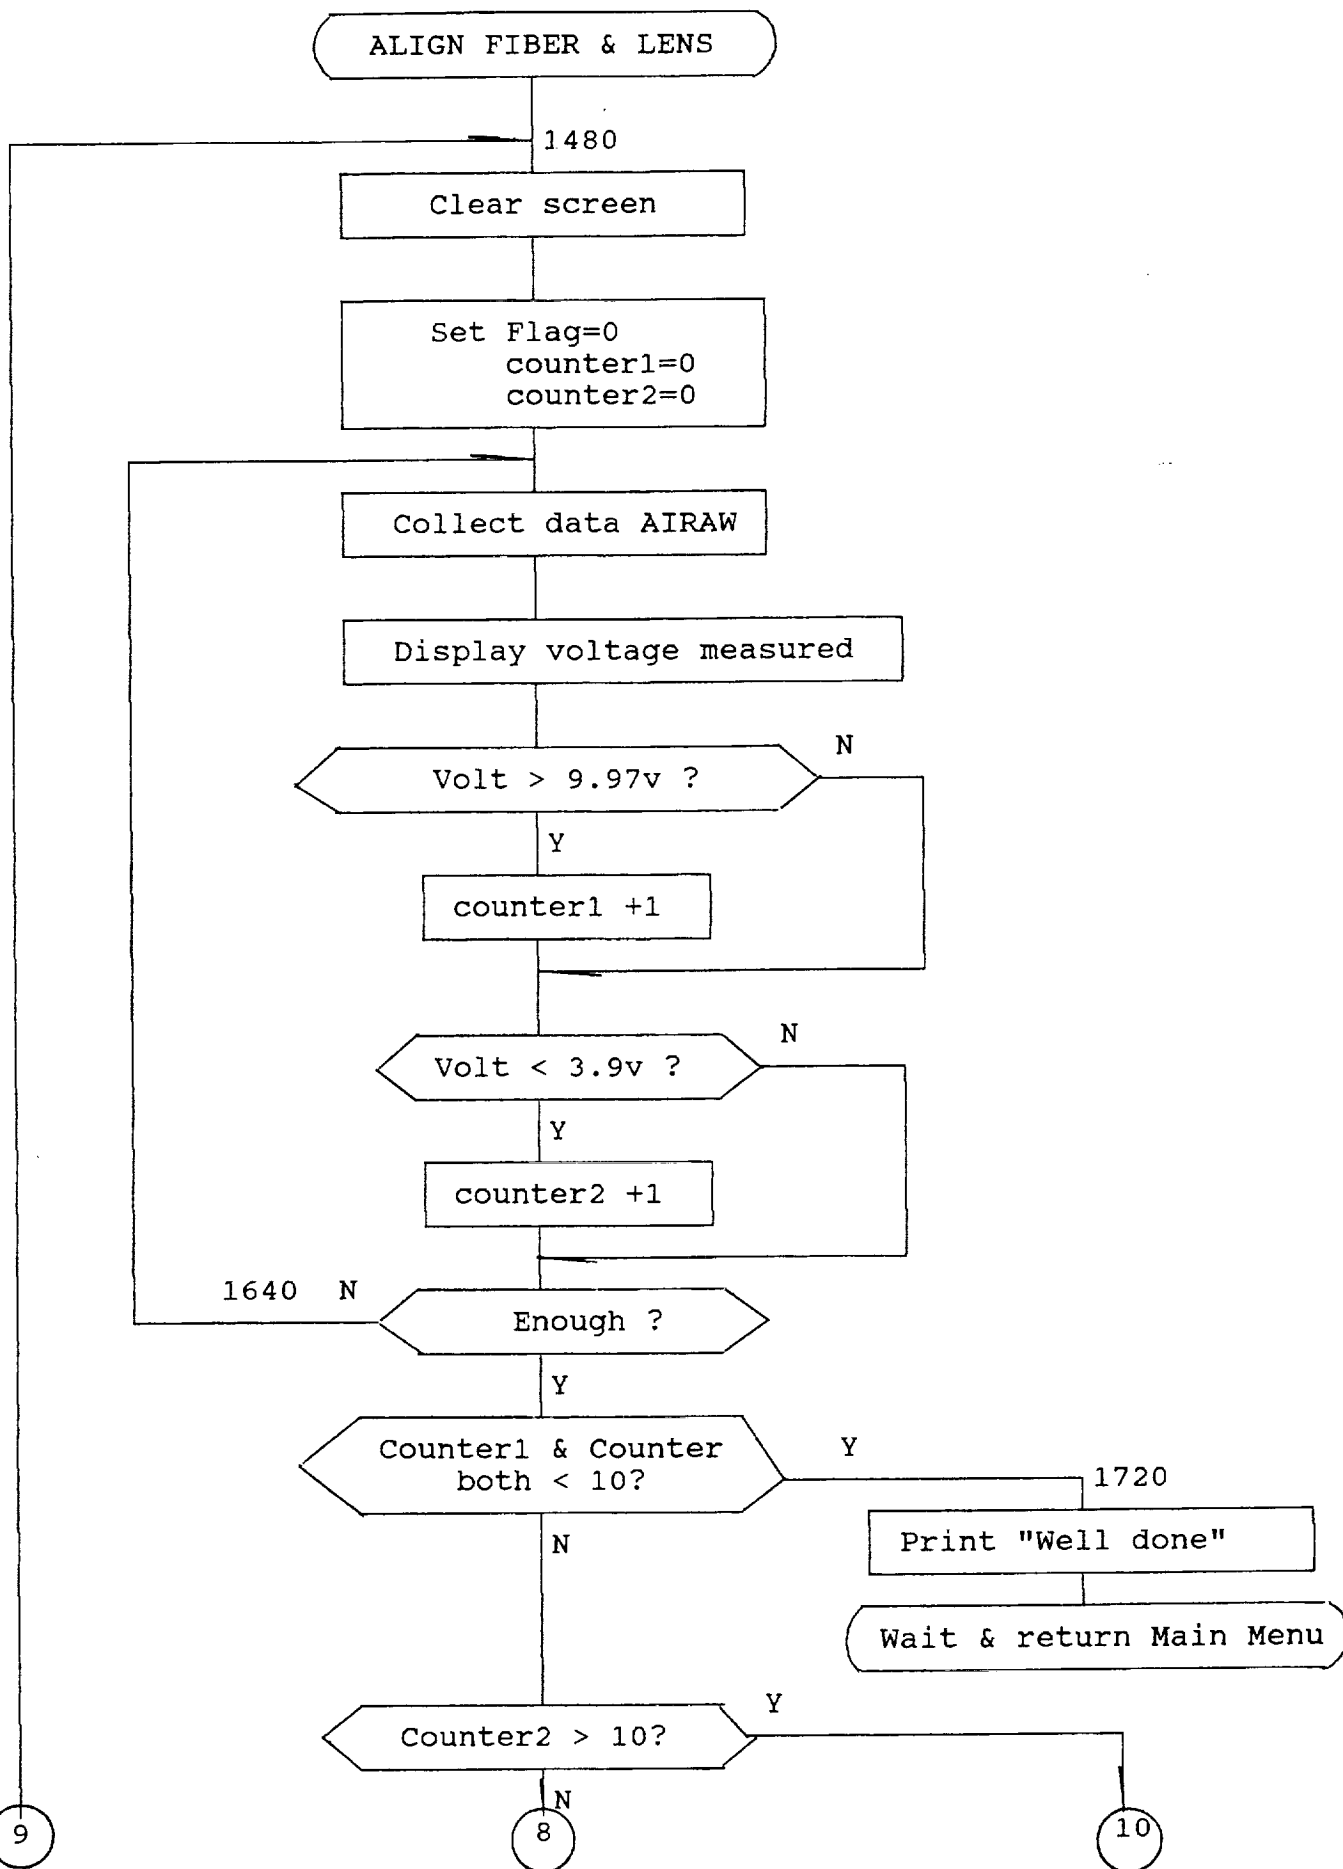 ALIGN FIBER & LENS
1480
Clear screen
Set Flag=0
counter1=0
counter2=0
Collect data AIRAW
Display voltage measured
N
Volt > 9.97v ?
Y
counter1 +1
N
Volt < 3.9v ?
Y
counter2 +1
1640 N
Enough ?
Y
Counter1 & Counter
both < 10?
Y
1720
N
Print "Well done"
Wait & return Main Menu
Y
Counter2 > 10?
N
9
8
10